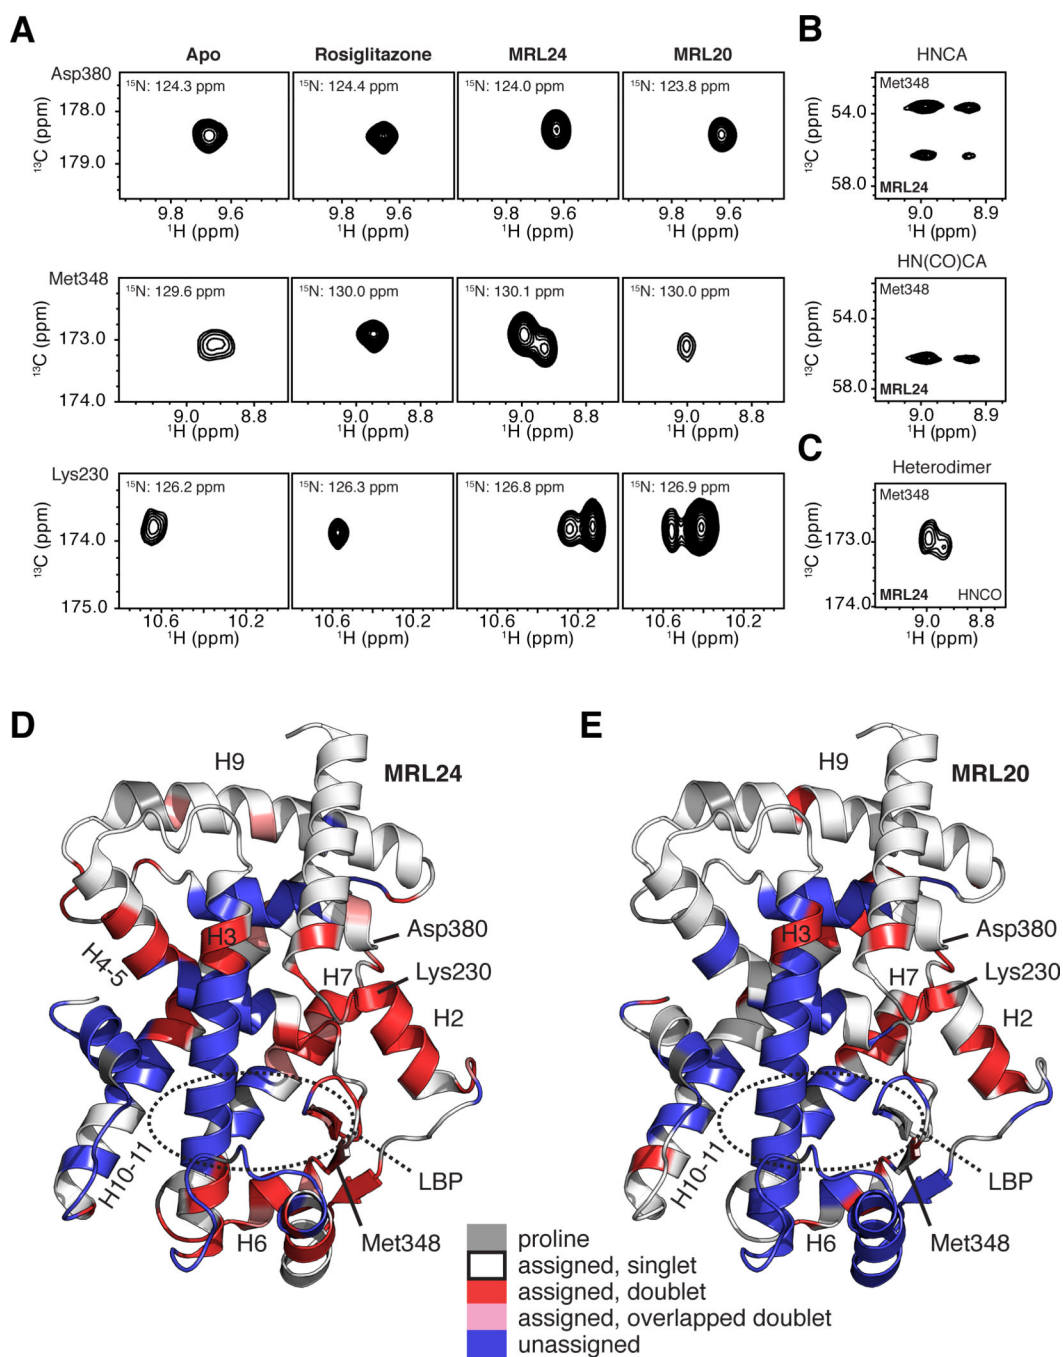 A
B
Apo
Rosiglitazone
MRL24
MRL20
HNCA
Asp380
15N: 124.3 ppm
15N: 124.4 ppm
15N: 124.0 ppm
15N: 123.8 ppm
178.0
179.0
13C (ppm)
9.8 9.6
9.8 9.6
9.8 9.6
9.8 9.6
1H (ppm)
1H (ppm)
1H (ppm)
1H (ppm)
Met348
54.0
58.0
13C (ppm)
MRL24
9.0 8.9
1H (ppm)
Met348
15N: 129.6 ppm
15N: 130.0 ppm
15N: 130.1 ppm
15N: 130.0 ppm
173.0
174.0
13C (ppm)
9.0 8.8
9.0 8.8
9.0 8.8
9.0 8.8
1H (ppm)
1H (ppm)
1H (ppm)
1H (ppm)
HN(CO)CA
Met348
54.0
58.0
13C (ppm)
MRL24
9.0 8.9
1H (ppm)
Lys230
15N: 126.2 ppm
15N: 126.3 ppm
15N: 126.8 ppm
15N: 126.9 ppm
174.0
175.0
13C (ppm)
10.6 10.2
10.6 10.2
10.6 10.2
10.6 10.2
1H (ppm)
1H (ppm)
1H (ppm)
1H (ppm)
C
Heterodimer
Met348
173.0
174.0
13C (ppm)
MRL24 HNCO
9.0 8.8
1H (ppm)
D
H9
MRL24
H3
Asp380
H4-5
H7
Lys230
H2
H10-11
LBP
H6
Met348
E
H9
MRL20
H3
Asp380
H7
Lys230
H2
H10-11
LBP
H6
Met348
proline
assigned, singlet
assigned, doublet
assigned, overlapped doublet
unassigned